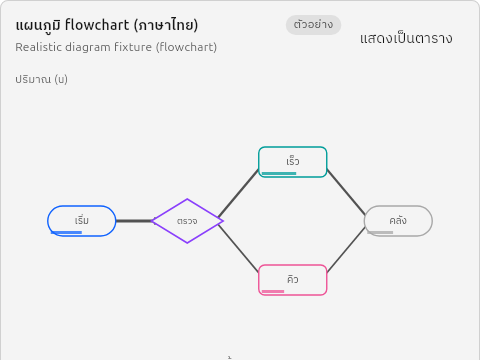 แผนภูมิ flowchart (ภาษาไทย)
ตัวอย่าง
แสดงเป็นตาราง
Realistic diagram fixture (flowchart)
ปริมาณ (น)
เร็ว
เริ่ม
ตรวจ
คลัง
คิว